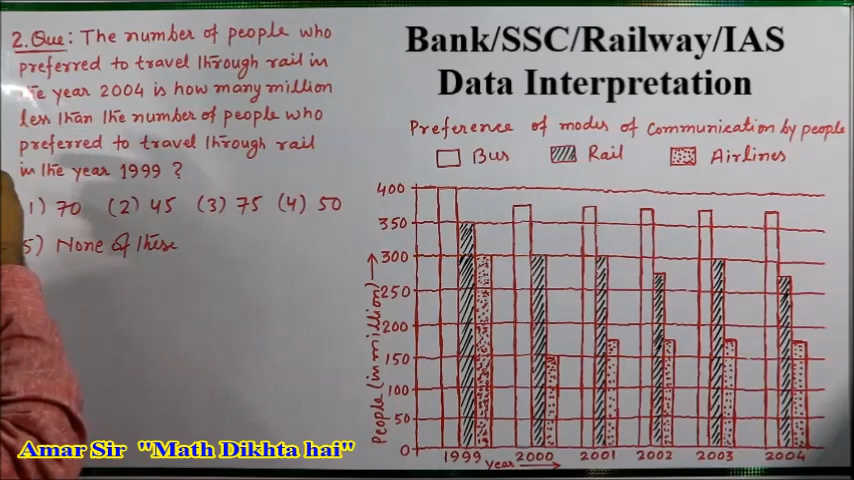 2. Que: The number of people who
preferred to travel through rail in
the year 2004 is how many million
less than the number of people who
preferred to travel through rail
in the year 1999 ?
1) 70 (2) 45 (3) 75 (4) 50
5) None of these
Bank/SSC/Railway/IAS
Data Interpretation
Preference of modes of Communication by people
Bus Rail Airlines
400
350
300
250
200
150
100
50
0
People (in million)
1999 2000 2001 2002 2003 2004
year
Amar Sir "Math Dikhta hai"